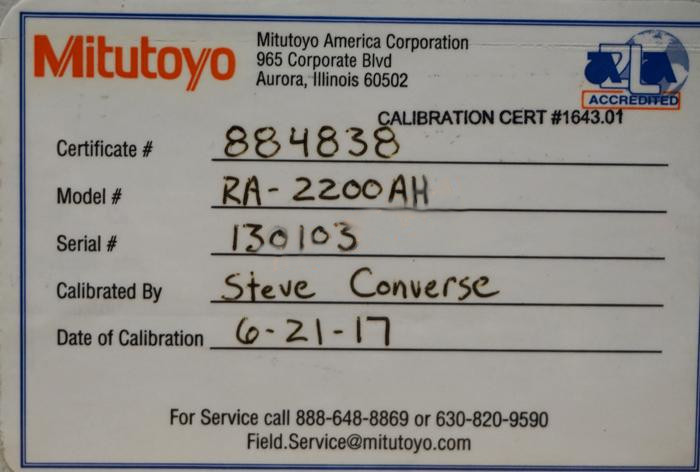 Mitutoyo
Mitutoyo America Corporation
965 Corporate Blvd
Aurora, Illinois 60502
A2LA
ACCREDITED
CALIBRATION CERT #1643.01
Certificate # 884838
Model # RA-2200AH
Serial # 130103
Calibrated By Steve Converse
Date of Calibration 6-21-17
For Service call 888-648-8869 or 630-820-9590
Field.Service@mitutoyo.com